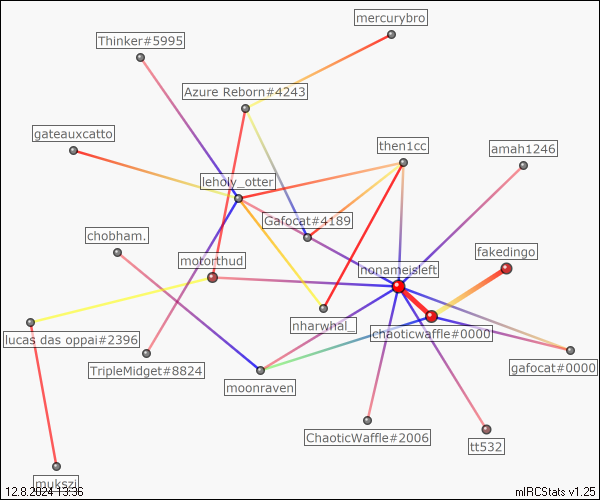 mercurybro
Thinker#5995
Azure Reborn#4243
gateauxcatto
then1cc
amah1246
leholy_otter
Gafocat#4189
chobham.
motorthud
fakedingo
nonameisleft
nharwhal_
chaoticwaffle#0000
lucas das oppai#2396
TripleMidget#8824
gafocat#0000
moonraven
ChaoticWaffle#2006
tt532
mukszi
12.8.2024 13:36
mIRCStats v1.25